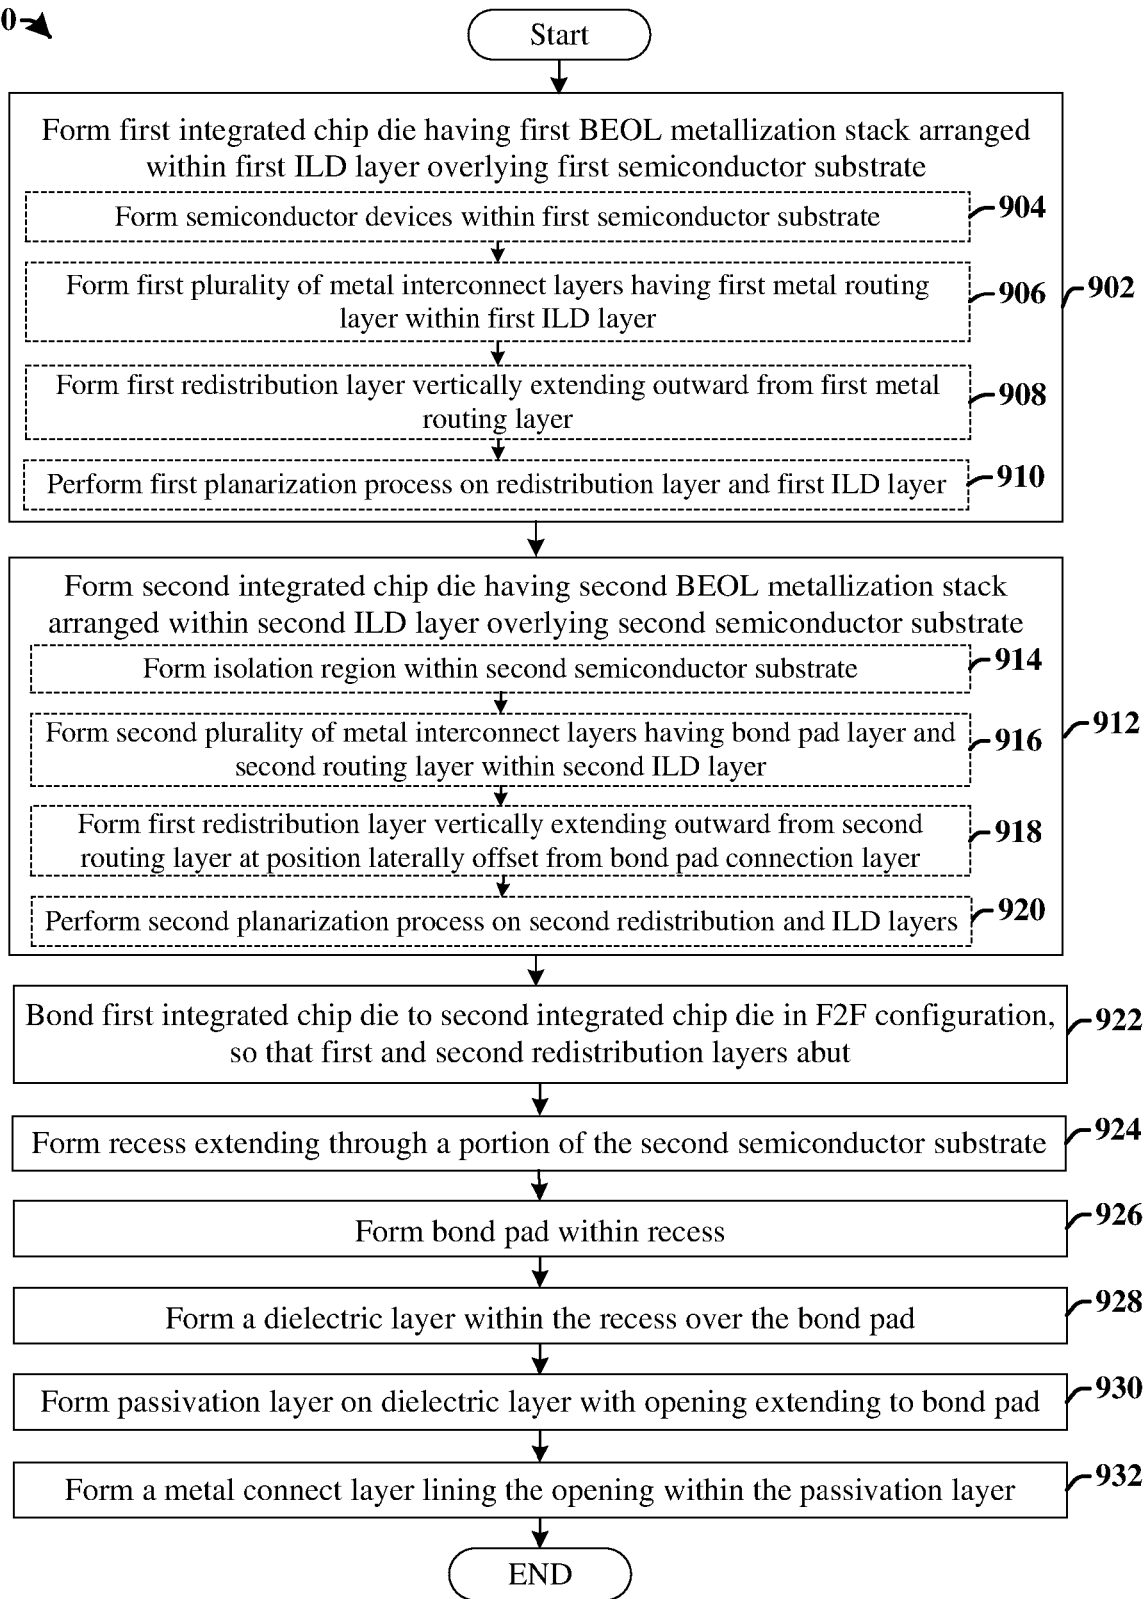 0
Start
Form first integrated chip die having first BEOL metallization stack arranged
within first ILD layer overlying first semiconductor substrate
Form semiconductor devices within first semiconductor substrate
904
Form first plurality of metal interconnect layers having first metal routing
layer within first ILD layer
906
902
Form first redistribution layer vertically extending outward from first metal
routing layer
908
Perform first planarization process on redistribution layer and first ILD layer
910
Form second integrated chip die having second BEOL metallization stack
arranged within second ILD layer overlying second semiconductor substrate
Form isolation region within second semiconductor substrate
914
Form second plurality of metal interconnect layers having bond pad layer and
second routing layer within second ILD layer
916
912
Form first redistribution layer vertically extending outward from second
routing layer at position laterally offset from bond pad connection layer
918
Perform second planarization process on second redistribution and ILD layers
920
Bond first integrated chip die to second integrated chip die in F2F configuration,
so that first and second redistribution layers abut
922
Form recess extending through a portion of the second semiconductor substrate
924
Form bond pad within recess
926
Form a dielectric layer within the recess over the bond pad
928
Form passivation layer on dielectric layer with opening extending to bond pad
930
Form a metal connect layer lining the opening within the passivation layer
932
END